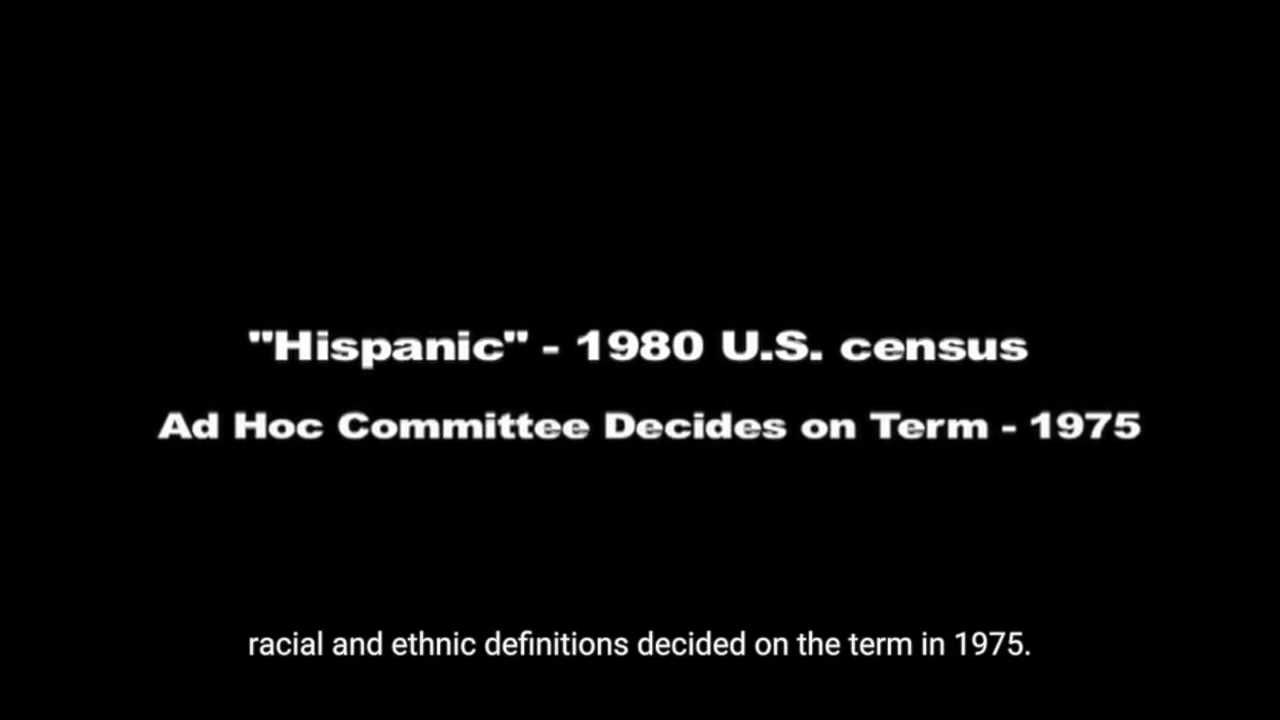 "Hispanic" - 1980 U.S. census
Ad Hoc Committee Decides on Term - 1975
racial and ethnic definitions decided on the term in 1975.